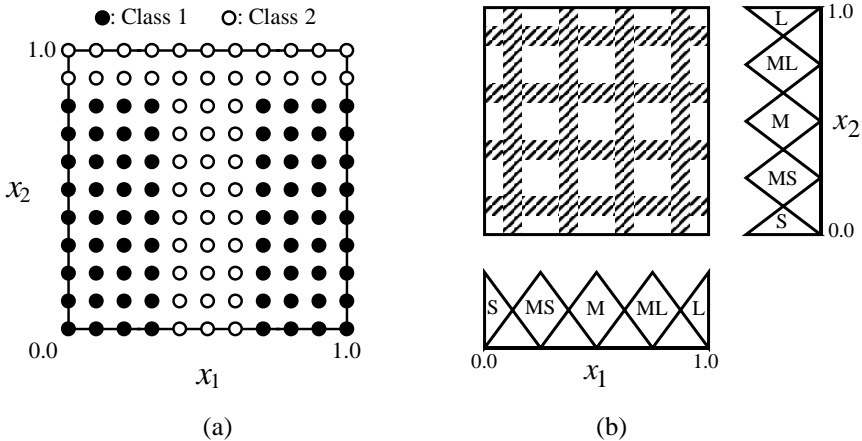 ●: Class 1 ○: Class 2
1.0
x2
0.0
1.0
x1
(a)
L
1.0
ML
M
x2
MS
S
0.0
S MS M ML L
0.0
1.0
x1
(b)